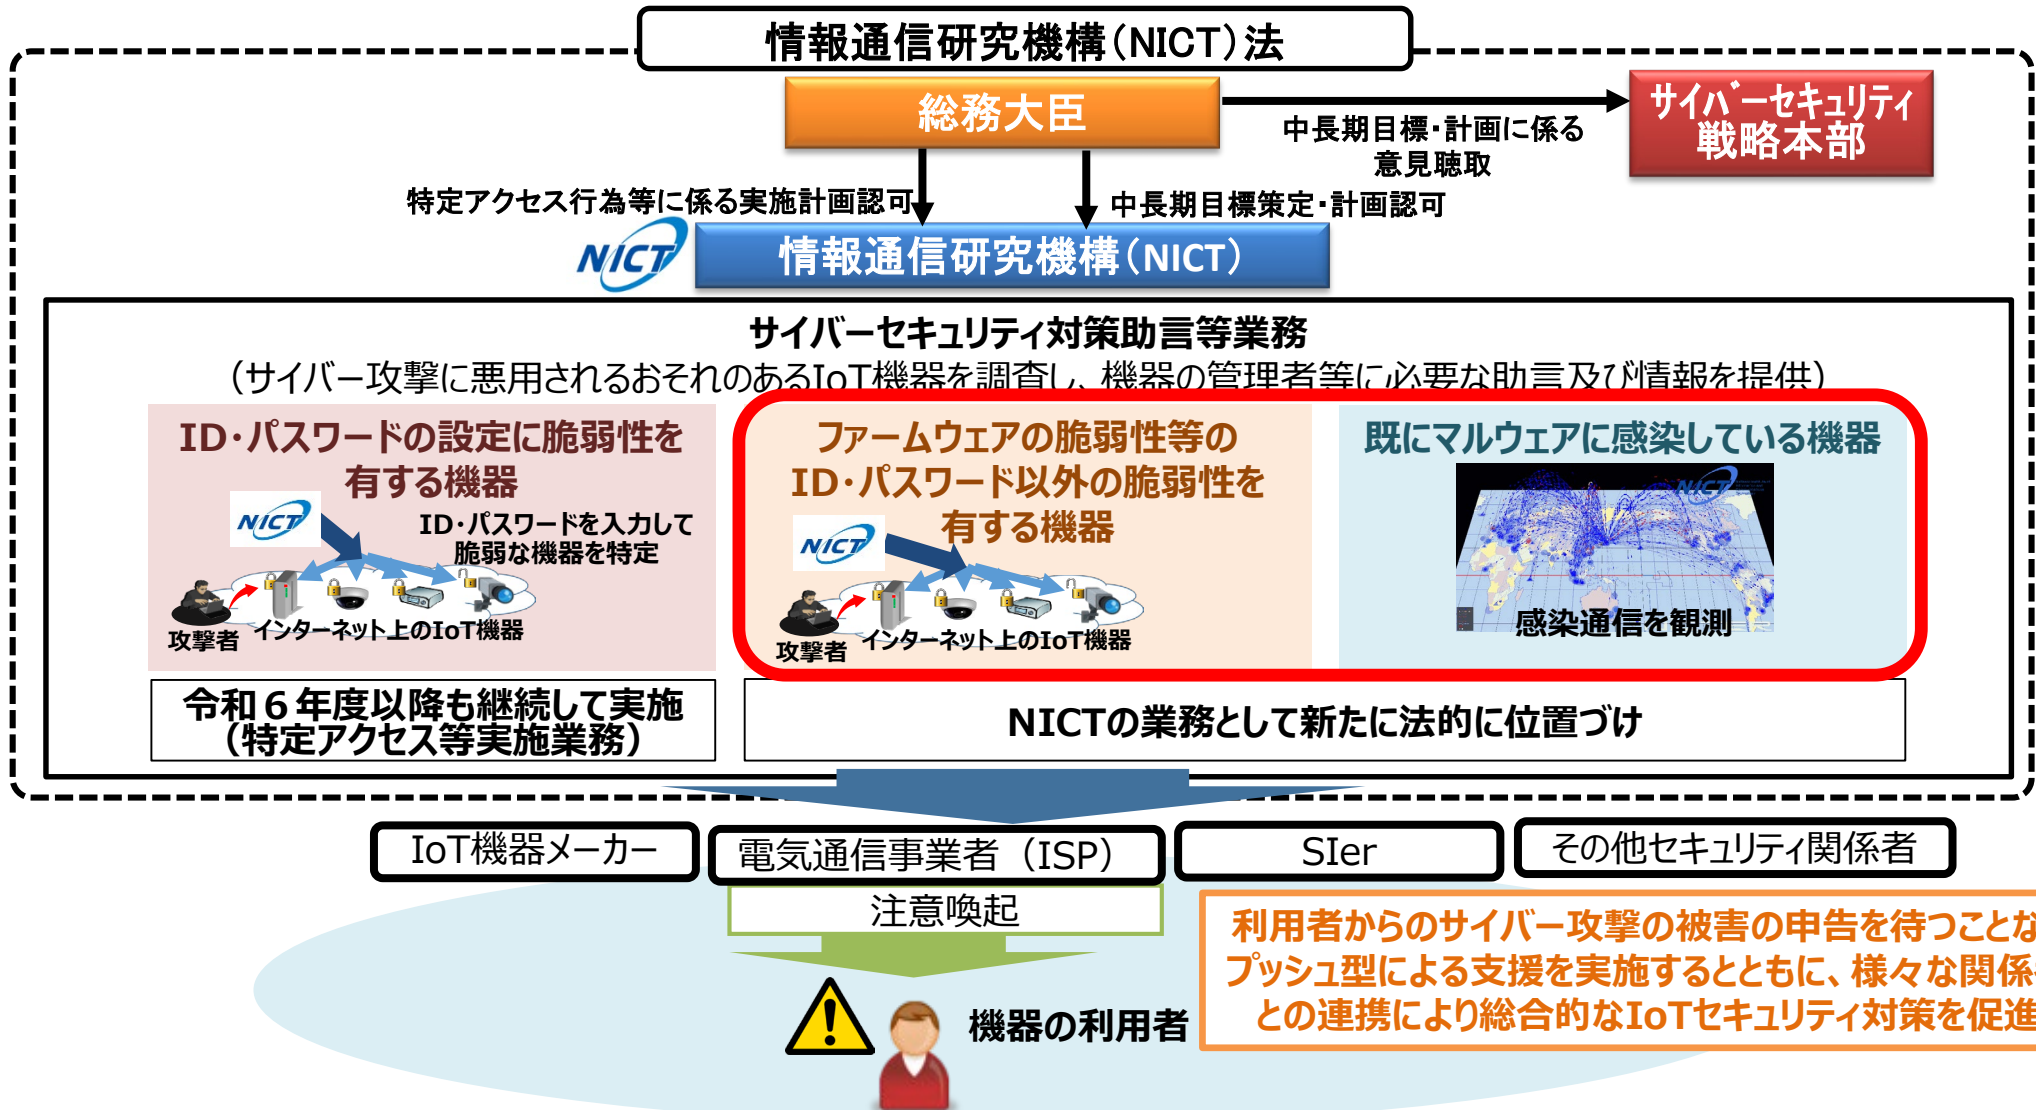 情報通信研究機構（NICT）法
総務大臣
サイバーセキュリティ
戦略本部
中長期目標・計画に係る
意見聴取
特定アクセス行為等に係る実施計画認可
中長期目標策定・計画認可
NICT
情報通信研究機構（NICT）
サイバーセキュリティ対策助言等業務
（サイバー攻撃に悪用されるおそれのあるIoT機器を調査し、機器の管理者等に必要な助言及び情報を提供）
ID・パスワードの設定に脆弱性を
有する機器
NICT
ID・パスワードを入力して
脆弱な機器を特定
攻撃者
インターネット上のIoT機器
ファームウェアの脆弱性等の
ID・パスワード以外の脆弱性を
有する機器
NICT
攻撃者
インターネット上のIoT機器
既にマルウェアに感染している機器
NICT
感染通信を観測
令和６年度以降も継続して実施
（特定アクセス等実施業務）
NICTの業務として新たに法的に位置づけ
IoT機器メーカー
電気通信事業者（ISP）
SIer
その他セキュリティ関係者
注意喚起
機器の利用者
利用者からのサイバー攻撃の被害の申告を待つことな
プッシュ型による支援を実施するとともに、様々な関係
との連携により総合的なIoTセキュリティ対策を促進